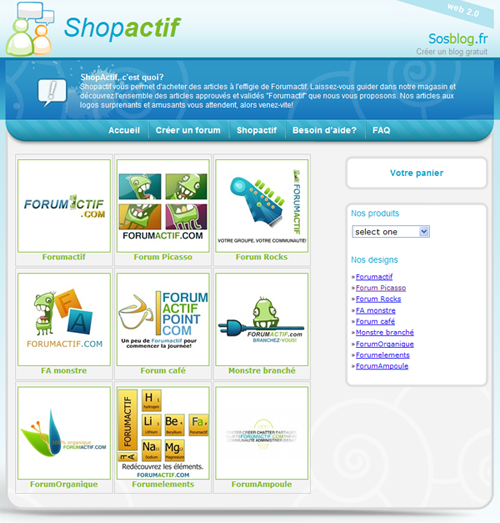 web 2.0
Shopactif
Sosblog.fr
Créer un blog gratuit
ShopActif, c'est quoi?
Shopactif vous permet d'acheter des articles à l'effigie de Forumactif. Laissez-vous guider dans notre magasin et
découvrez l'ensemble des articles approuvés et validés "Forumactif" que nous vous proposons. Nos articles aux
logos surprenants et amusants vous attendent, alors venez-vite!
Accueil
Créer un forum
Shopactif
Besoin d'aide?
FAQ
FORUMACTIF
.COM
Forumactif
FORUMACTIF.COM
Forum Picasso
FORUMACTIF
VOTRE GROUPE, VOTRE COMMUNAUTÉ!
Forum Rocks
F A
FORUMACTIF.COM
FA monstre
FORUM
ACTIF
POINT
COM
Un peu de Forumactif pour
commencer la journée!
Forum café
FORUMACTIF.com
BRANCHEZ-VOUS!
Monstre branché
100% organique
FORUMACTIF.COM
ForumOrganique
FORUMACTIF
FA
H
hydrogen
Li
Lithium
Be
Beryllium
Fa
Forumactif
Na
Sodium
Mg
Magnesium
Redécouvrez les éléments.
FORUMACTIF.COM
Forumelements
FORUMACTIF.COM
ForumAmpoule
Votre panier
Nos produits
select one
Nos designs
» Forumactif
» Forum Picasso
» Forum Rocks
» FA monstre
» Forum café
» Monstre branché
» ForumOrganique
» Forumelements
» ForumAmpoule